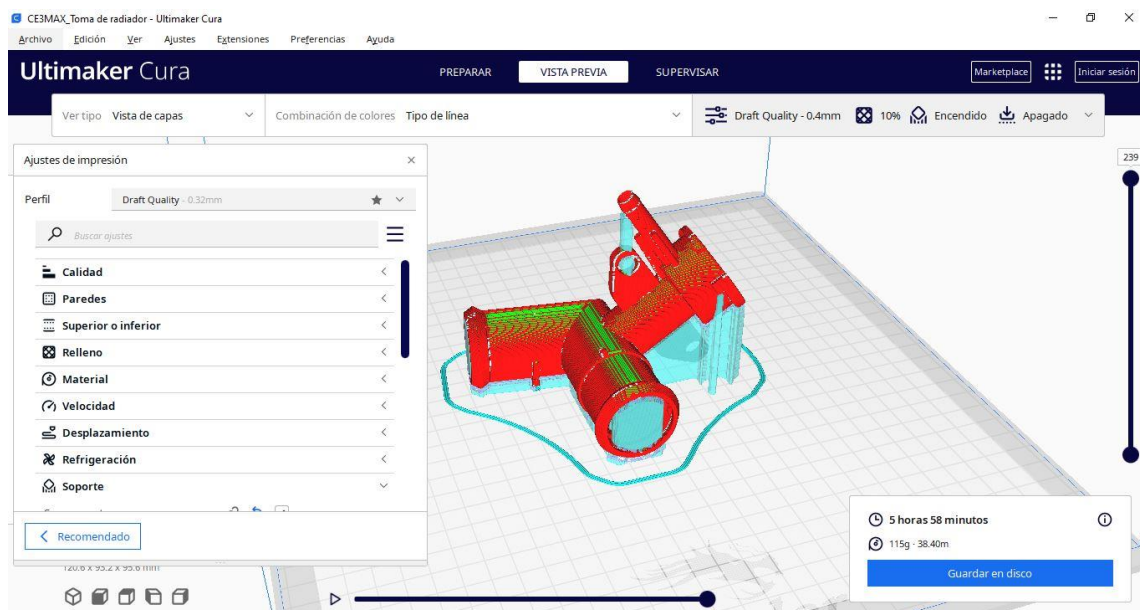 CE3MAX_Toma de radiador - Ultimaker Cura
Archivo Edición Ver Ajustes Extensiones Preferencias Ayuda
Ultimaker Cura PREPARAR VISTA PREVIA SUPERVISAR Marketplace Iniciar sesión
Ver tipo Vista de capas Combinación de colores Tipo de línea Draft Quality - 0.4mm 10% Encendido Apagado
Ajustes de impresión
239
Perfil Draft Quality - 0.32mm
Buscar ajustes
Calidad
Paredes
Superior o inferior
Relleno
Material
Velocidad
Desplazamiento
Refrigeración
Soporte
5 horas 58 minutos
115g · 38.40m
Recomendado
Guardar en disco